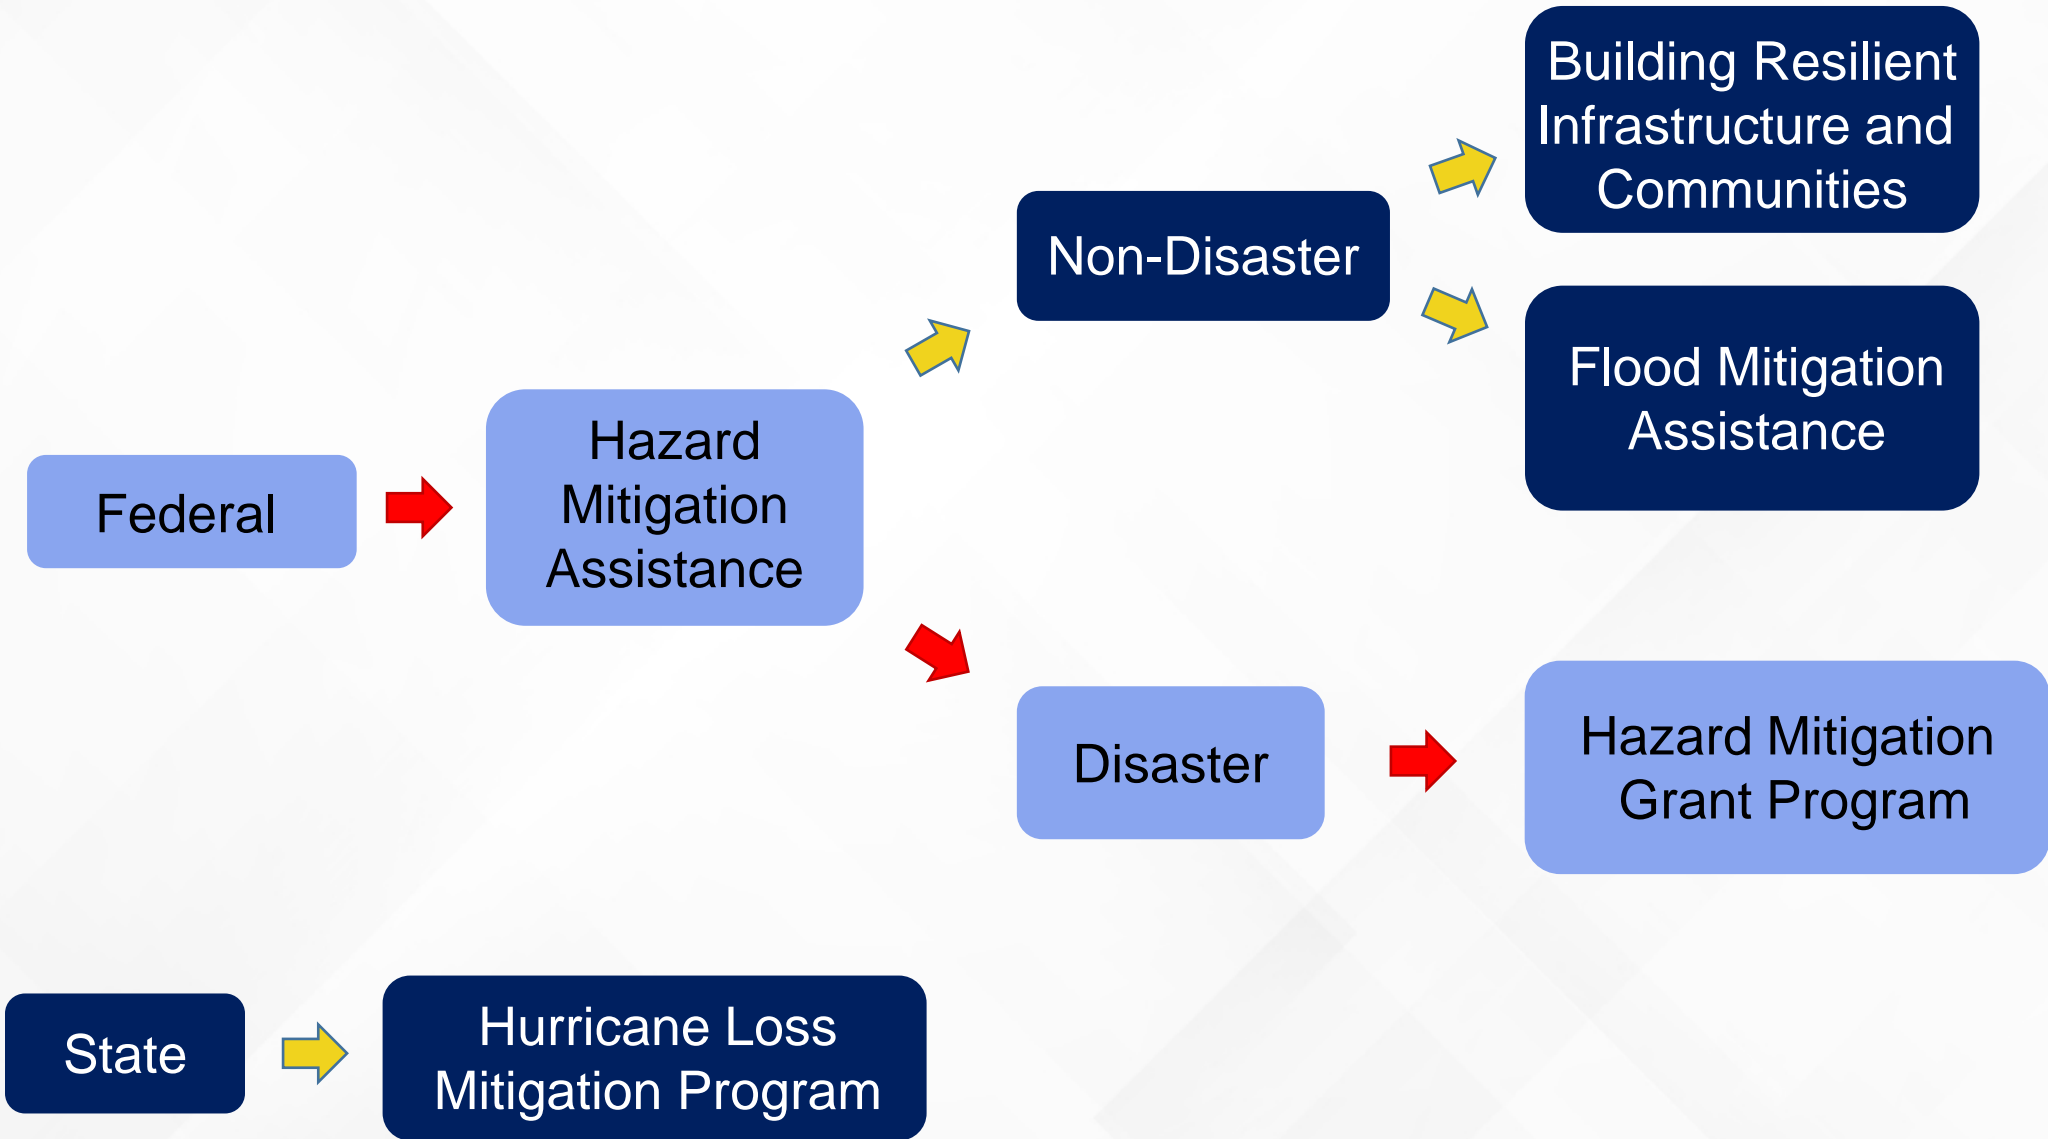 Federal
Hazard
Mitigation
Assistance
Non-Disaster
Building Resilient
Infrastructure and
Communities
Flood Mitigation
Assistance
Disaster
Hazard Mitigation
Grant Program
State
Hurricane Loss
Mitigation Program